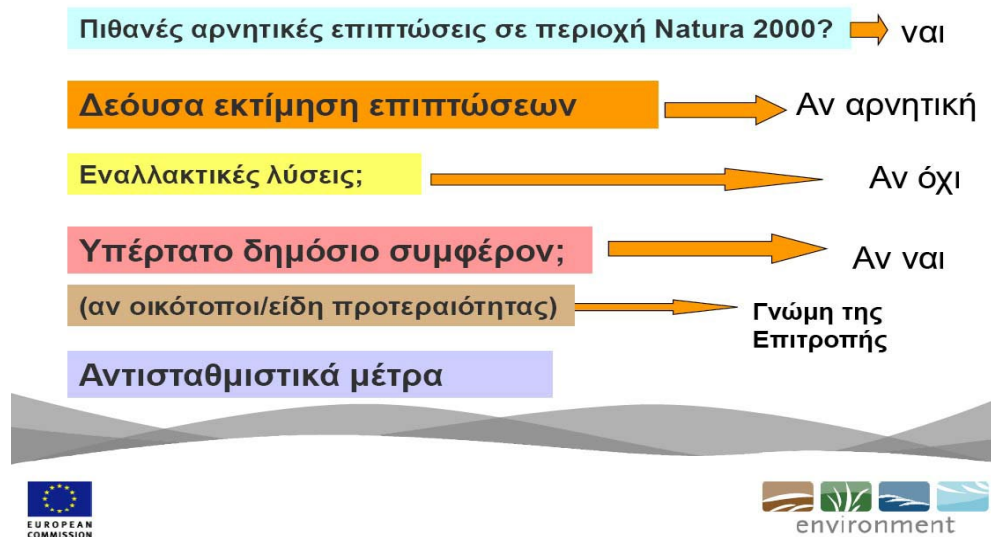 Πιθανές αρνητικές επιπτώσεις σε περιοχή Natura 2000? ναι
Δεόυσα εκτίμηση επιπτώσεων Αν αρνητική
Εναλλακτικές λύσεις; Αν όχι
Υπέρτατο δημόσιο συμφέρον; Αν ναι
(αν οικότοποι/είδη προτεραιότητας) Γνώμη της
Επιτροπής
Αντισταθμιστικά μέτρα
EUROPEAN
COMMISSION
environment